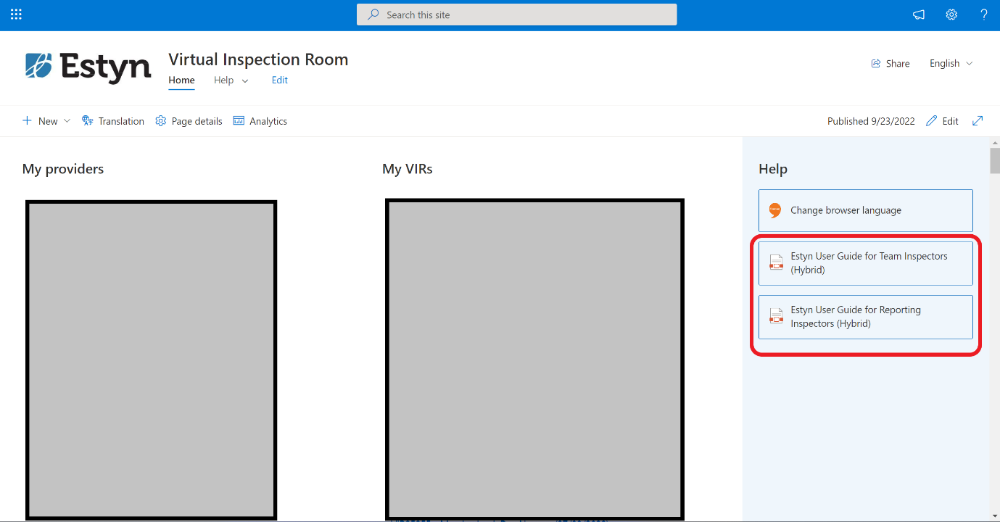 Search this site
?
Estyn
Virtual Inspection Room
Home Help Edit
Share English
New Translation Page details Analytics
Published 9/23/2022 Edit
My providers
My VIRs
Help
Change browser language
Estyn User Guide for Team Inspectors
(Hybrid)
Estyn User Guide for Reporting
Inspectors (Hybrid)